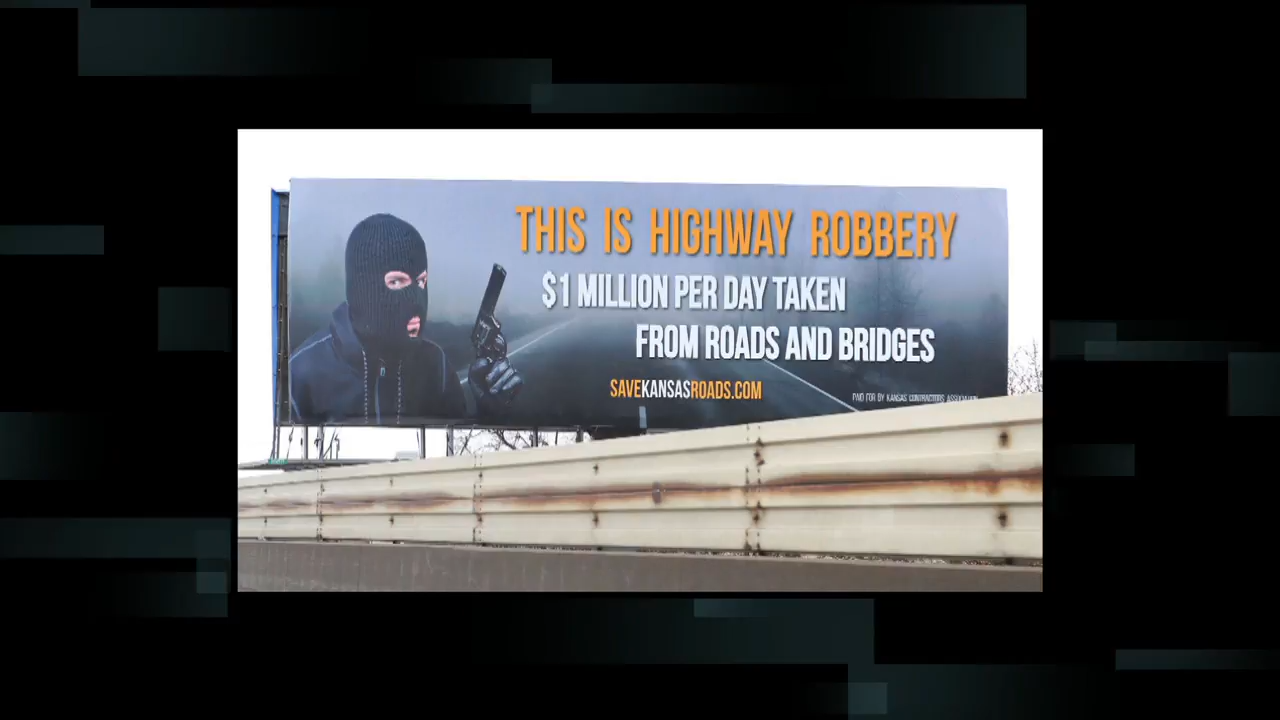 THIS IS HIGHWAY ROBBERY
$1 MILLION PER DAY TAKEN
FROM ROADS AND BRIDGES
SAVEKANSASROADS.COM
PAID FOR BY KANSAS CONTRACTORS ASSOCIATION